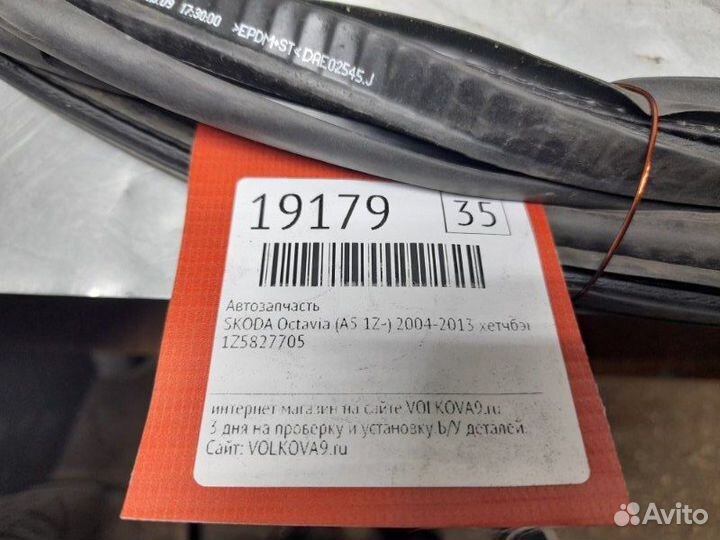 .09 17:30:00 >EPDM+ST< DAE02545.J
19179
35
Автозапчасть
SKODA Octavia (A5 1Z-) 2004-2013 хетчбэк
1Z5827705
интернет магазин на сайте VOLKOVA9.ru
3 дня на проверку и установку Б/У деталей.
Сайт: VOLKOVA9.ru
Avito